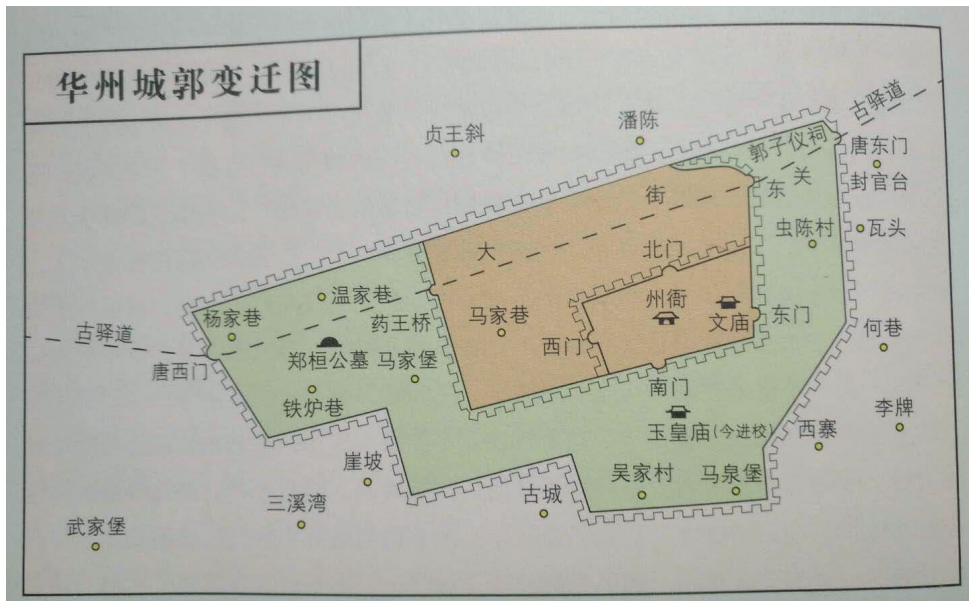 华州城郭变迁图
贞王斜
潘陈
古驿道
郭子仪祠
唐东门
封官台
东关
街
大
虫陈村
瓦头
北门
温家巷
杨家巷
药王桥
马家巷
州衙
文庙
东门
古驿道
唐西门
郑桓公墓
马家堡
西门
何巷
铁炉巷
南门
玉皇庙(今进校)
李牌
西寨
崖坡
吴家村
马泉堡
三溪湾
古城
武家堡